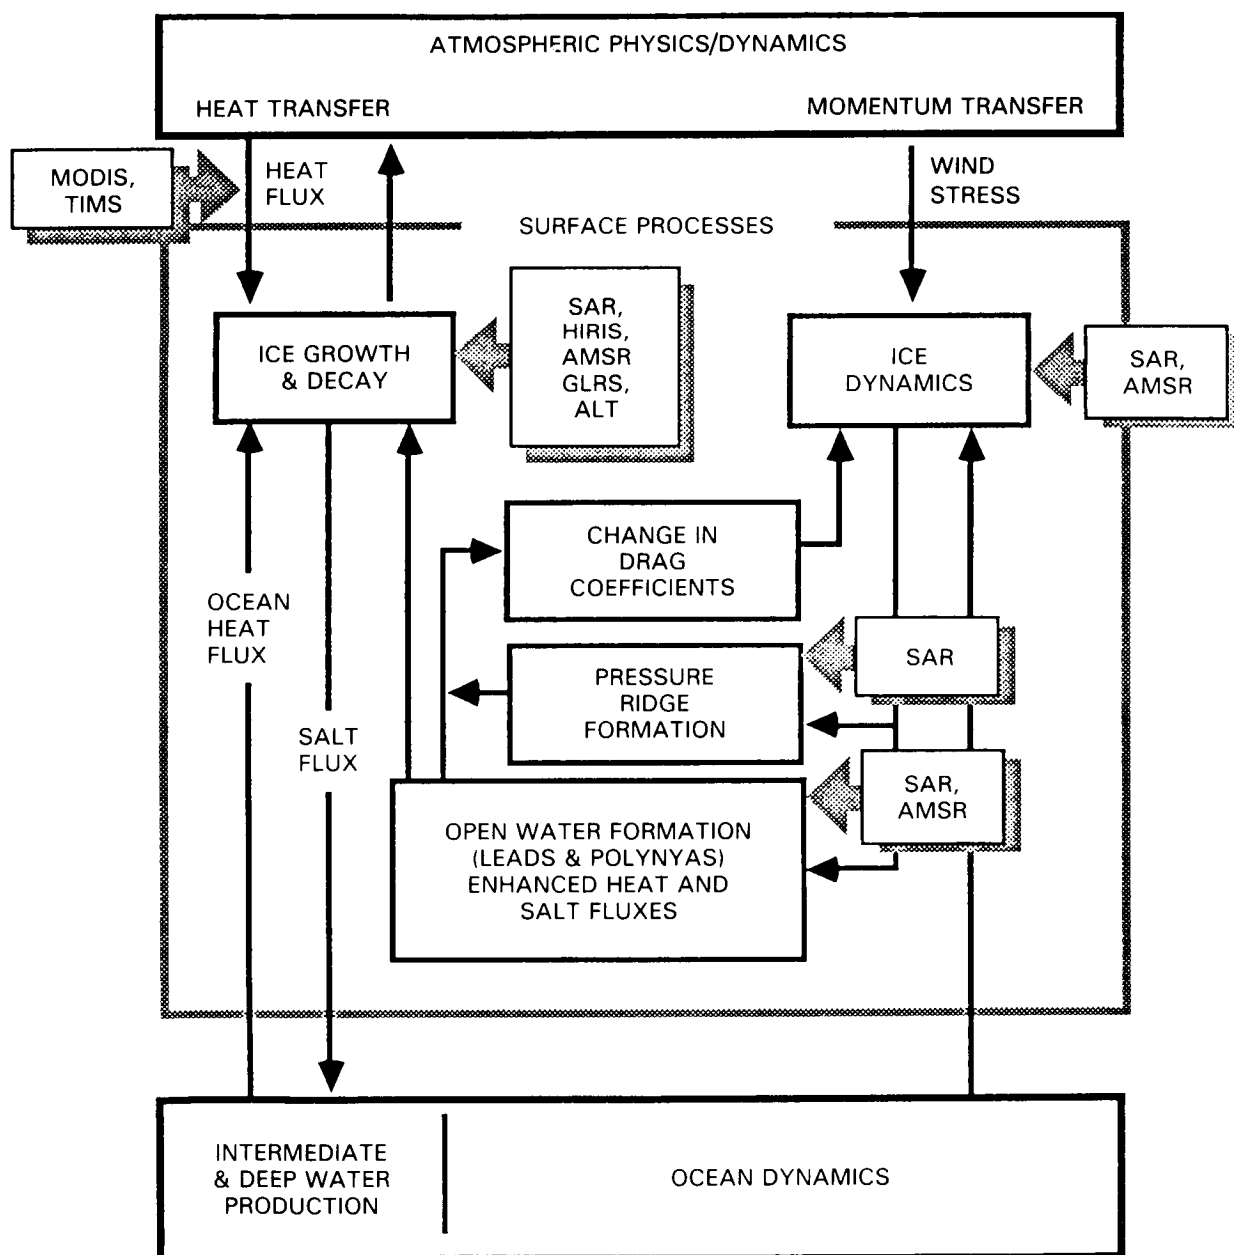 ATMOSPHERIC PHYSICS/DYNAMICS
HEAT TRANSFER
MOMENTUM TRANSFER
MODIS,
TIMS
HEAT
FLUX
WIND
STRESS
SURFACE PROCESSES
SAR,
HIRIS,
AMSR
GLRS,
ALT
ICE GROWTH
& DECAY
ICE
DYNAMICS
SAR,
AMSR
CHANGE IN
DRAG
COEFFICIENTS
OCEAN
HEAT
FLUX
SAR
PRESSURE
RIDGE
FORMATION
SALT
FLUX
SAR,
AMSR
OPEN WATER FORMATION
(LEADS & POLYNYAS)
ENHANCED HEAT AND
SALT FLUXES
INTERMEDIATE
& DEEP WATER
PRODUCTION
OCEAN DYNAMICS